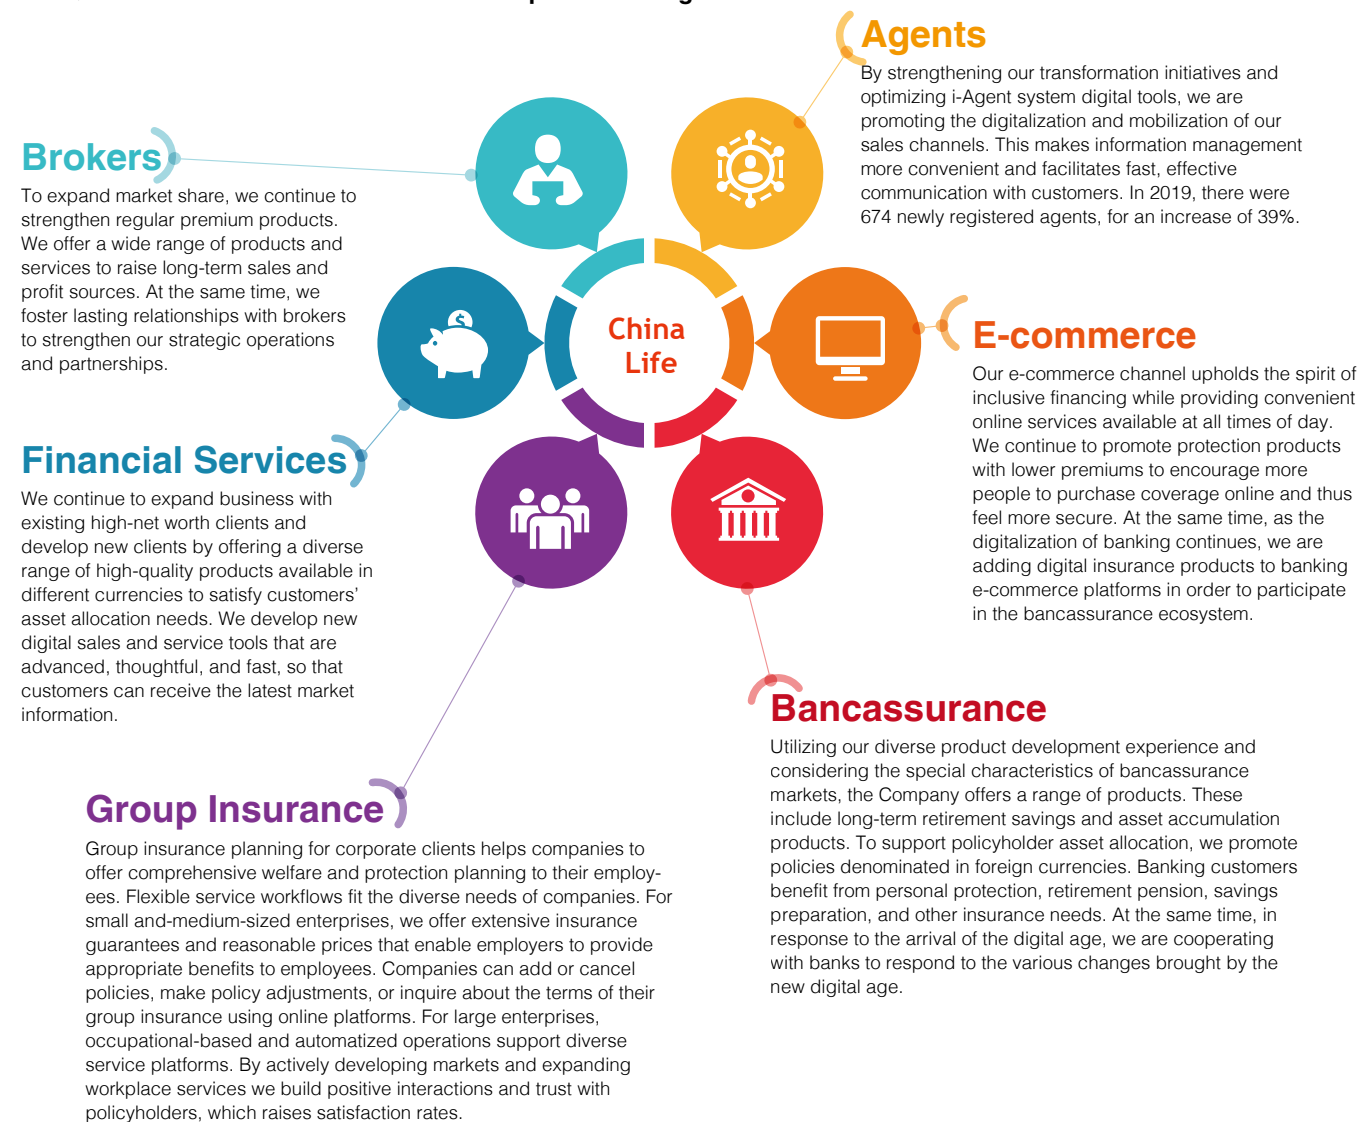 Agents
By strengthening our transformation initiatives and
optimizing i-Agent system digital tools, we are
promoting the digitalization and mobilization of our
sales channels. This makes information management
more convenient and facilitates fast, effective
communication with customers. In 2019, there were
674 newly registered agents, for an increase of 39%.
Brokers
To expand market share, we continue to
strengthen regular premium products.
We offer a wide range of products and
services to raise long-term sales and
profit sources. At the same time, we
foster lasting relationships with brokers
to strengthen our strategic operations
and partnerships.
China
Life
E-commerce
Our e-commerce channel upholds the spirit of
inclusive financing while providing convenient
online services available at all times of day.
We continue to promote protection products
with lower premiums to encourage more
people to purchase coverage online and thus
feel more secure. At the same time, as the
digitalization of banking continues, we are
adding digital insurance products to banking
e-commerce platforms in order to participate
in the bancassurance ecosystem.
Financial Services
We continue to expand business with
existing high-net worth clients and
develop new clients by offering a diverse
range of high-quality products available in
different currencies to satisfy customers'
asset allocation needs. We develop new
digital sales and service tools that are
advanced, thoughtful, and fast, so that
customers can receive the latest market
information.
$
Bancassurance
Utilizing our diverse product development experience and
considering the special characteristics of bancassurance
markets, the Company offers a range of products. These
include long-term retirement savings and asset accumulation
products. To support policyholder asset allocation, we promote
policies denominated in foreign currencies. Banking customers
benefit from personal protection, retirement pension, savings
preparation, and other insurance needs. At the same time, in
response to the arrival of the digital age, we are cooperating
with banks to respond to the various changes brought by the
new digital age.
Group Insurance
Group insurance planning for corporate clients helps companies to
offer comprehensive welfare and protection planning to their employ-
ees. Flexible service workflows fit the diverse needs of companies. For
small and-medium-sized enterprises, we offer extensive insurance
guarantees and reasonable prices that enable employers to provide
appropriate benefits to employees. Companies can add or cancel
policies, make policy adjustments, or inquire about the terms of their
group insurance using online platforms. For large enterprises,
occupational-based and automatized operations support diverse
service platforms. By actively developing markets and expanding
workplace services we build positive interactions and trust with
policyholders, which raises satisfaction rates.